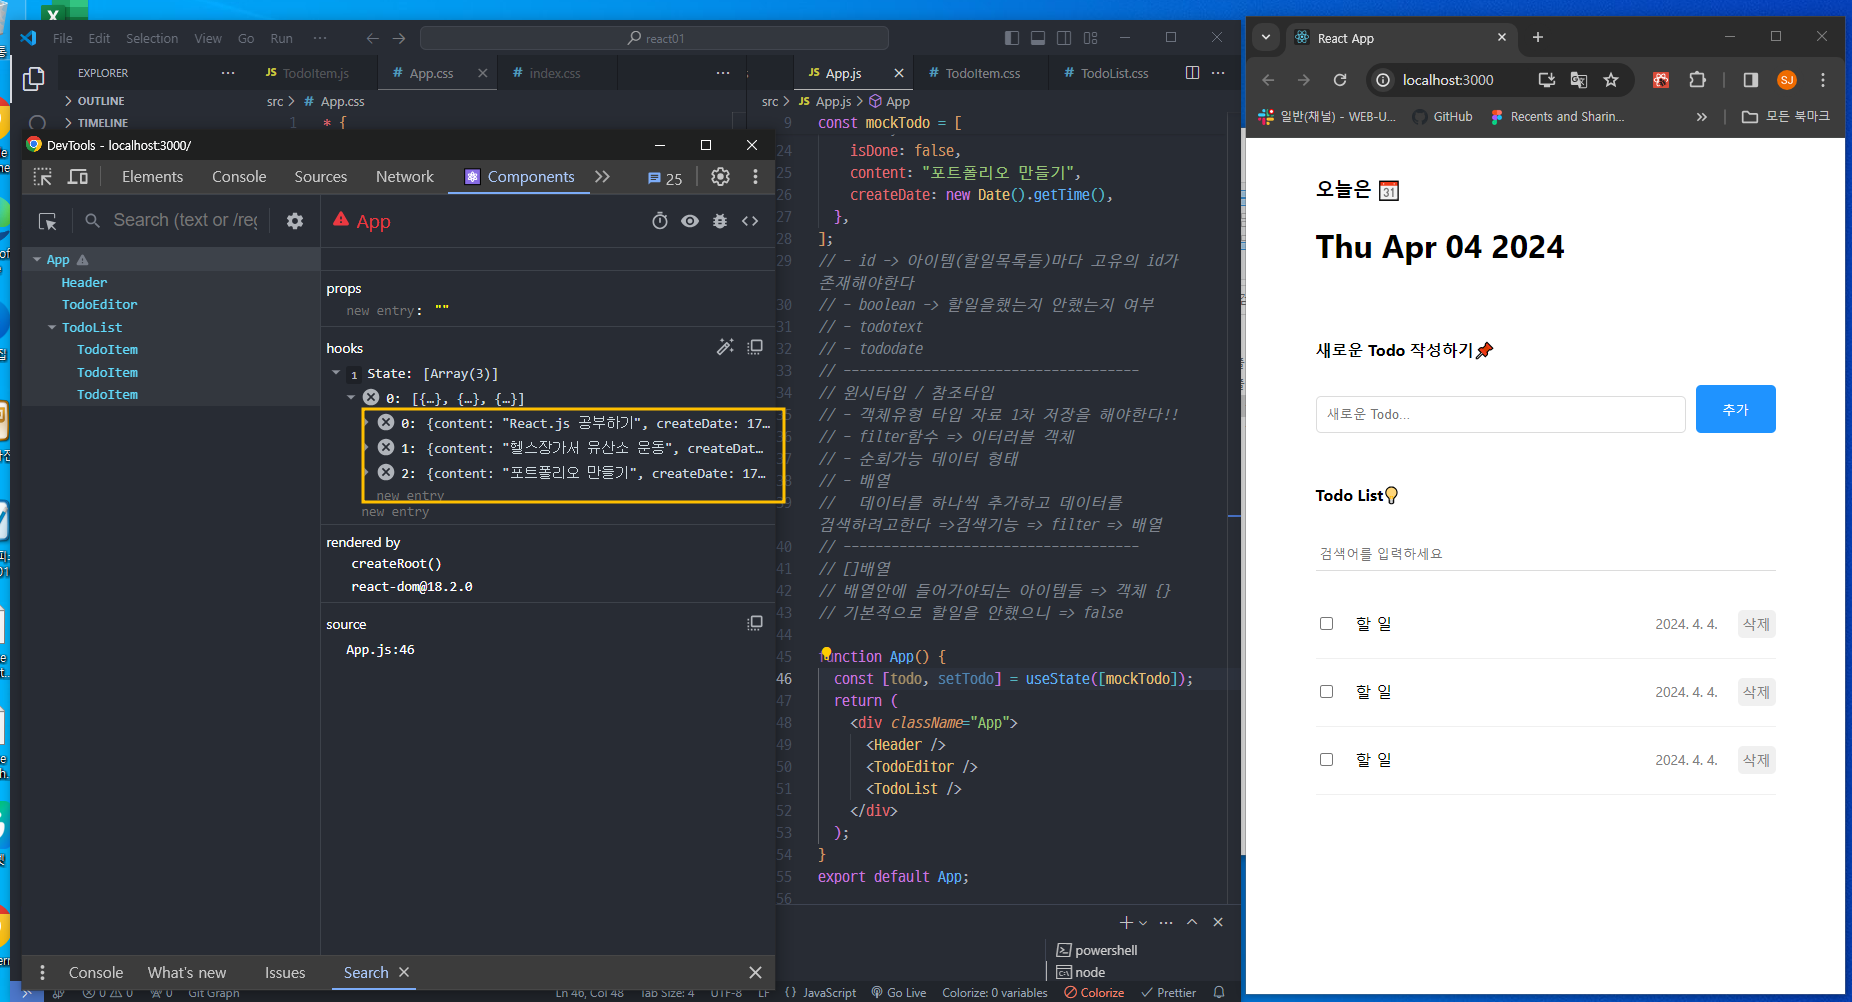 File Edit Selection View Go Run ···
react01
EXPLORER ···
OUTLINE
TIMELINE
JS TodoItem.js
# App.css
# index.css
···
src > # App.css
1 * {
JS App.js
# TodoItem.css
# TodoList.css
···
src > JS App.js > App
9 const mockTodo = [
24 isDone: false,
25 content: "포트폴리오 만들기",
26 createDate: new Date().getTime(),
27 },
28 ];
29 // - id -> 아이템(할일목록들)마다 고유의 id가
존재해야한다
30 // - boolean -> 할일을했는지 안했는지 여부
31 // - todotext
32 // - tododate
33 // -------------------------------------
34 // 원시타입 / 참조타입
35 // - 객체유형 타입 자료 1차 저장을 해야한다!!
36 // - filter함수 => 이터러블 객체
37 // - 순회가능 데이터 형태
38 // - 배열
39 // 데이터를 하나씩 추가하고 데이터를
검색하려고한다 =>검색기능 => filter => 배열
40 // -------------------------------------
41 // []배열
42 // 배열안에 들어가야되는 아이템들 => 객체 {}
43 // 기본적으로 할일을 안했으니 => false
44
45 function App() {
46 const [todo, setTodo] = useState([mockTodo]);
47 return (
48 <div className="App">
49 <Header />
50 <TodoEditor />
51 <TodoList />
52 </div>
53 );
54 }
55 export default App;
56
powershell
node
DevTools - localhost:3000/
Elements Console Sources Network Components 25
Search (text or /reg
App
App
Header
TodoEditor
TodoList
TodoItem
TodoItem
TodoItem
props
new entry: ""
hooks
1 State: [Array(3)]
0: [{…}, {…}, {…}]
0: {content: "React.js 공부하기", createDate: 17…
1: {content: "헬스장가서 유산소 운동", createDat…
2: {content: "포트폴리오 만들기", createDate: 17…
new entry
new entry
rendered by
createRoot()
react-dom@18.2.0
source
App.js:46
Console What's new Issues Search
0 0 0 Git Graph Ln 46, Col 48 Tab Size: 4 UTF-8 LF {} JavaScript Go Live Colorize: 0 variables Colorize Prettier
React App
localhost:3000
SJ
일반(채널) - WEB-U...
GitHub
Recents and Sharin...
모든 북마크
오늘은 31
Thu Apr 04 2024
새로운 Todo 작성하기
새로운 Todo...
추가
Todo List
검색어를 입력하세요
할 일 2024. 4. 4. 삭제
할 일 2024. 4. 4. 삭제
할 일 2024. 4. 4. 삭제